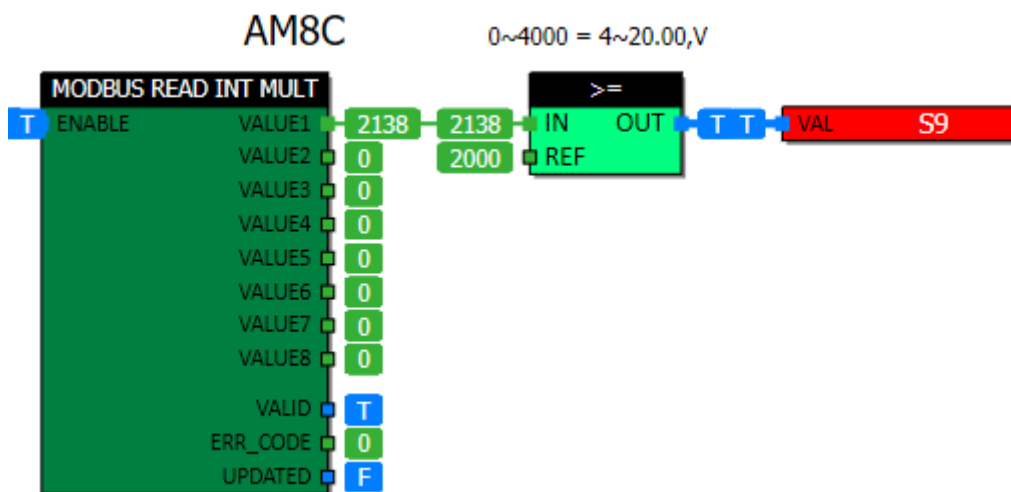 AM8C 0~4000 = 4~20.00,V
MODBUS READ INT MULT >=
T ENABLE VALUE1 2138 2138 IN OUT T T VAL S9
VALUE2 0 2000 REF
VALUE3 0
VALUE4 0
VALUE5 0
VALUE6 0
VALUE7 0
VALUE8 0
VALID T
ERR_CODE 0
UPDATED F